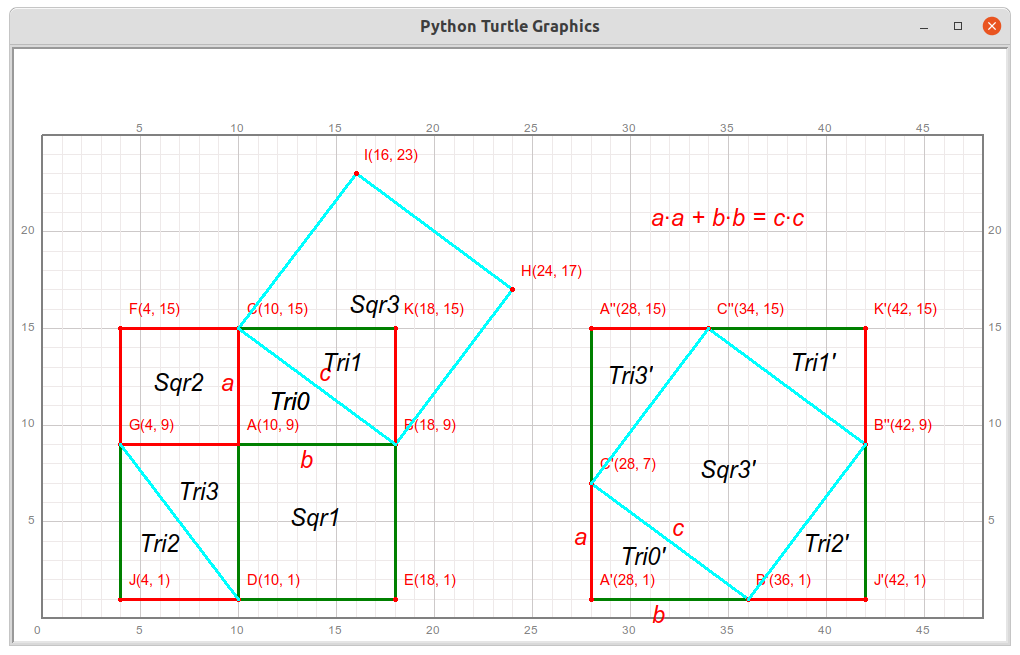 Python Turtle Graphics
5 10 15 20 25 30 35 40 45
I(16, 23)
20 a·a + b·b = c·c 20
H(24, 17)
F(4, 15) C(10, 15) Sqr3 K(18, 15) A''(28, 15) C''(34, 15) K'(42, 15)
15 15
Tri1 Tri1'
Sqr2 a c Tri3'
Tri0
10 G(4, 9) A(10, 9) B(18, 9) B''(42, 9) 10
b C'(28, 7) Sqr3'
Tri3
5 Sqr1 5
Tri2 a c Tri2'
Tri0'
J(4, 1) D(10, 1) E(18, 1) A'(28, 1) B'(36, 1) J'(42, 1)
b
0 5 10 15 20 25 30 35 40 45